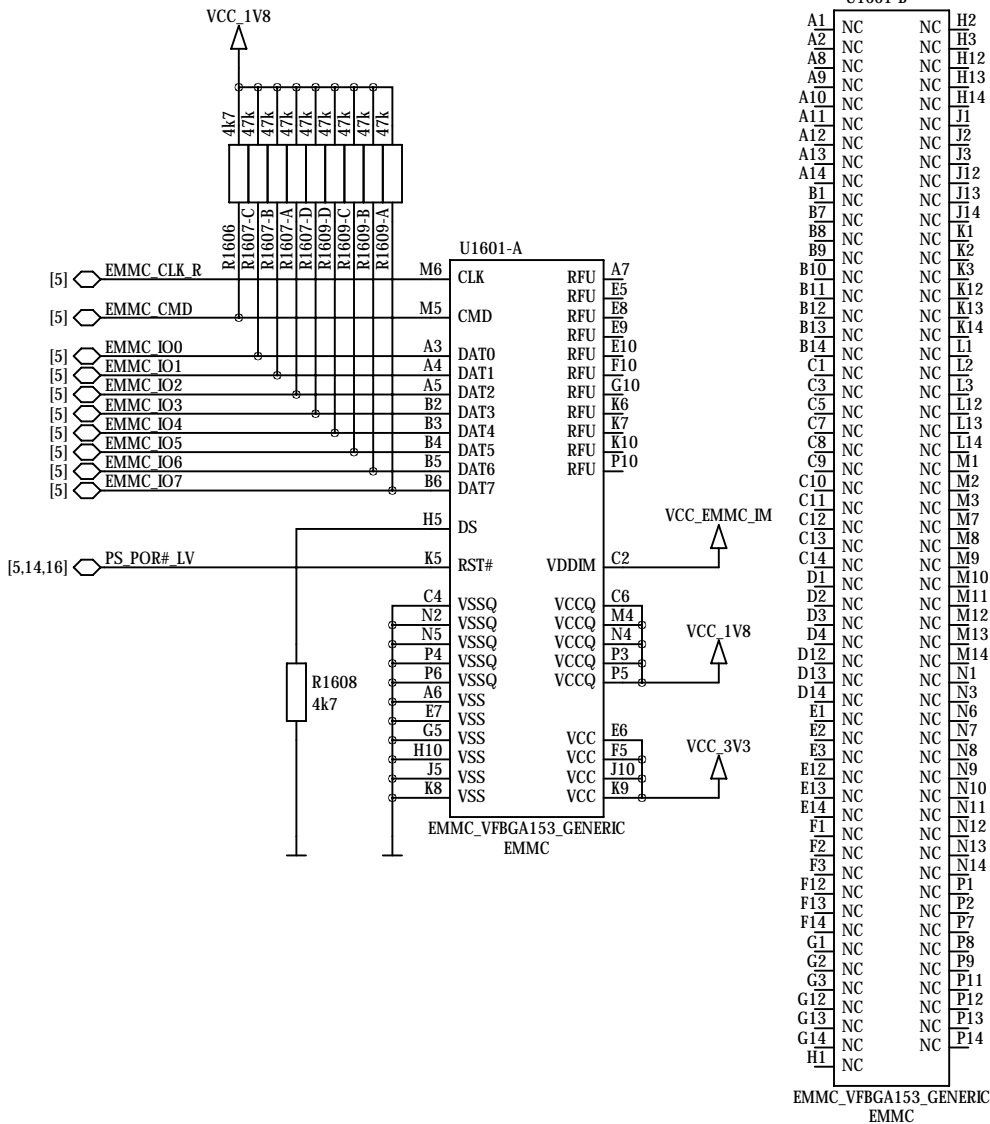 VCC_1V8
4k7 47k 47k 47k 47k 47k 47k 47k 47k
R1606 R1607-C R1607-B R1607-A R1607-D R1609-D R1609-C R1609-B R1609-A
U1601-A
[5] EMMC_CLK_R M6 CLK RFU A7
RFU E5
[5] EMMC_CMD M5 CMD RFU E8
RFU E9
[5] EMMC_IO0 A3 DAT0 RFU E10
[5] EMMC_IO1 A4 DAT1 RFU F10
[5] EMMC_IO2 A5 DAT2 RFU G10
[5] EMMC_IO3 B2 DAT3 RFU K6
[5] EMMC_IO4 B3 DAT4 RFU K7
[5] EMMC_IO5 B4 DAT5 RFU K10
[5] EMMC_IO6 B5 DAT6 RFU P10
[5] EMMC_IO7 B6 DAT7
H5 DS
VCC_EMMC_IM
[5,14,16] PS_POR#_LV K5 RST# VDDIM C2
C4 VSSQ VCCQ C6
N2 VSSQ VCCQ M4
VCC_1V8
N5 VSSQ VCCQ N4
P4 VSSQ VCCQ P3
P6 VSSQ VCCQ P5
R1608
4k7
A6 VSS
E7 VSS
G5 VSS VCC E6
VCC_3V3
H10 VSS VCC F5
J5 VSS VCC J10
K8 VSS VCC K9
EMMC_VFBGA153_GENERIC
EMMC
U1601-B
A1 NC NC H2
A2 NC NC H3
A8 NC NC H12
A9 NC NC H13
A10 NC NC H14
A11 NC NC J1
A12 NC NC J2
A13 NC NC J3
A14 NC NC J12
B1 NC NC J13
B7 NC NC J14
B8 NC NC K1
B9 NC NC K2
B10 NC NC K3
B11 NC NC K12
B12 NC NC K13
B13 NC NC K14
B14 NC NC L1
C1 NC NC L2
C3 NC NC L3
C5 NC NC L12
C7 NC NC L13
C8 NC NC L14
C9 NC NC M1
C10 NC NC M2
C11 NC NC M3
C12 NC NC M7
C13 NC NC M8
C14 NC NC M9
D1 NC NC M10
D2 NC NC M11
D3 NC NC M12
D4 NC NC M13
D12 NC NC M14
D13 NC NC N1
D14 NC NC N3
E1 NC NC N6
E2 NC NC N7
E3 NC NC N8
E12 NC NC N9
E13 NC NC N10
E14 NC NC N11
F1 NC NC N12
F2 NC NC N13
F3 NC NC N14
F12 NC NC P1
F13 NC NC P2
F14 NC NC P7
G1 NC NC P8
G2 NC NC P9
G3 NC NC P11
G12 NC NC P12
G13 NC NC P13
G14 NC NC P14
H1 NC
EMMC_VFBGA153_GENERIC
EMMC